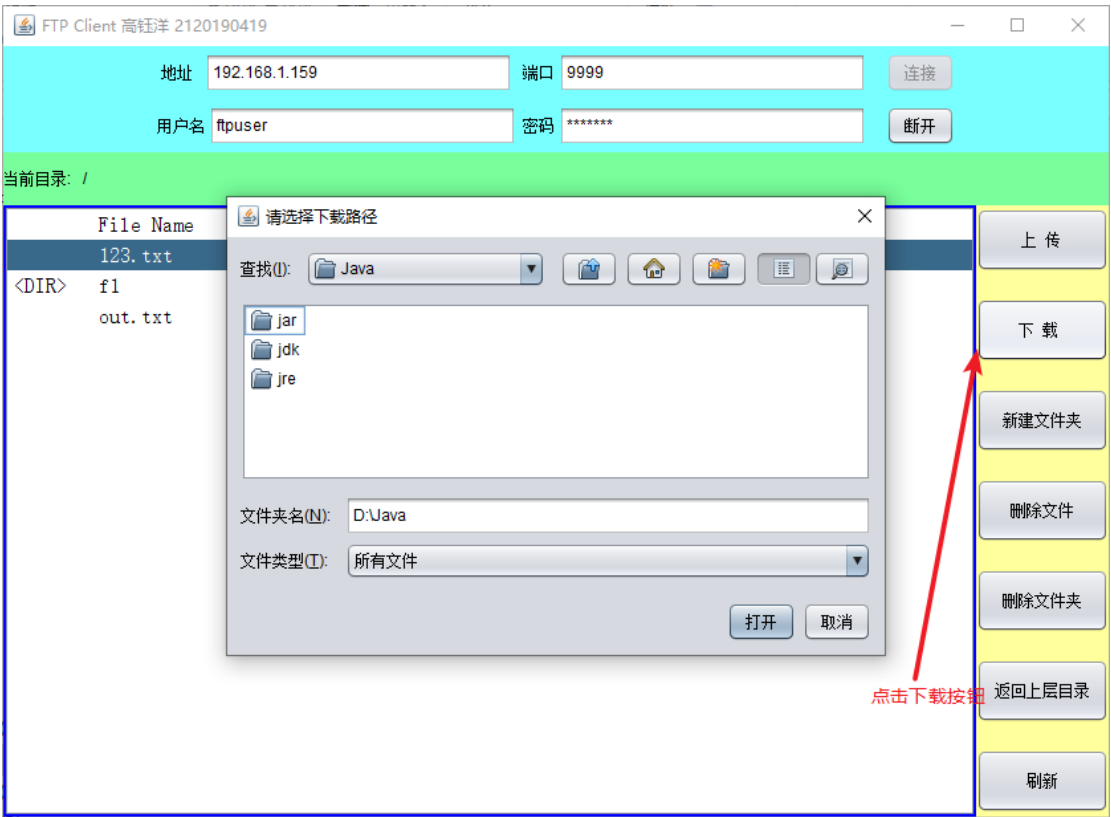 FTP Client 高钰洋 2120190419
地址 192.168.1.159 端口 9999 连接
用户名 ftpuser 密码 ******* 断开
当前目录: /
File Name
123.txt
<DIR> f1
out.txt
请选择下载路径
查找(I): Java
jar
jdk
jre
文件夹名(N): D:\Java
文件类型(T): 所有文件
打开 取消
上 传
下 载
新建文件夹
删除文件
删除文件夹
返回上层目录
刷新
点击下载按钮